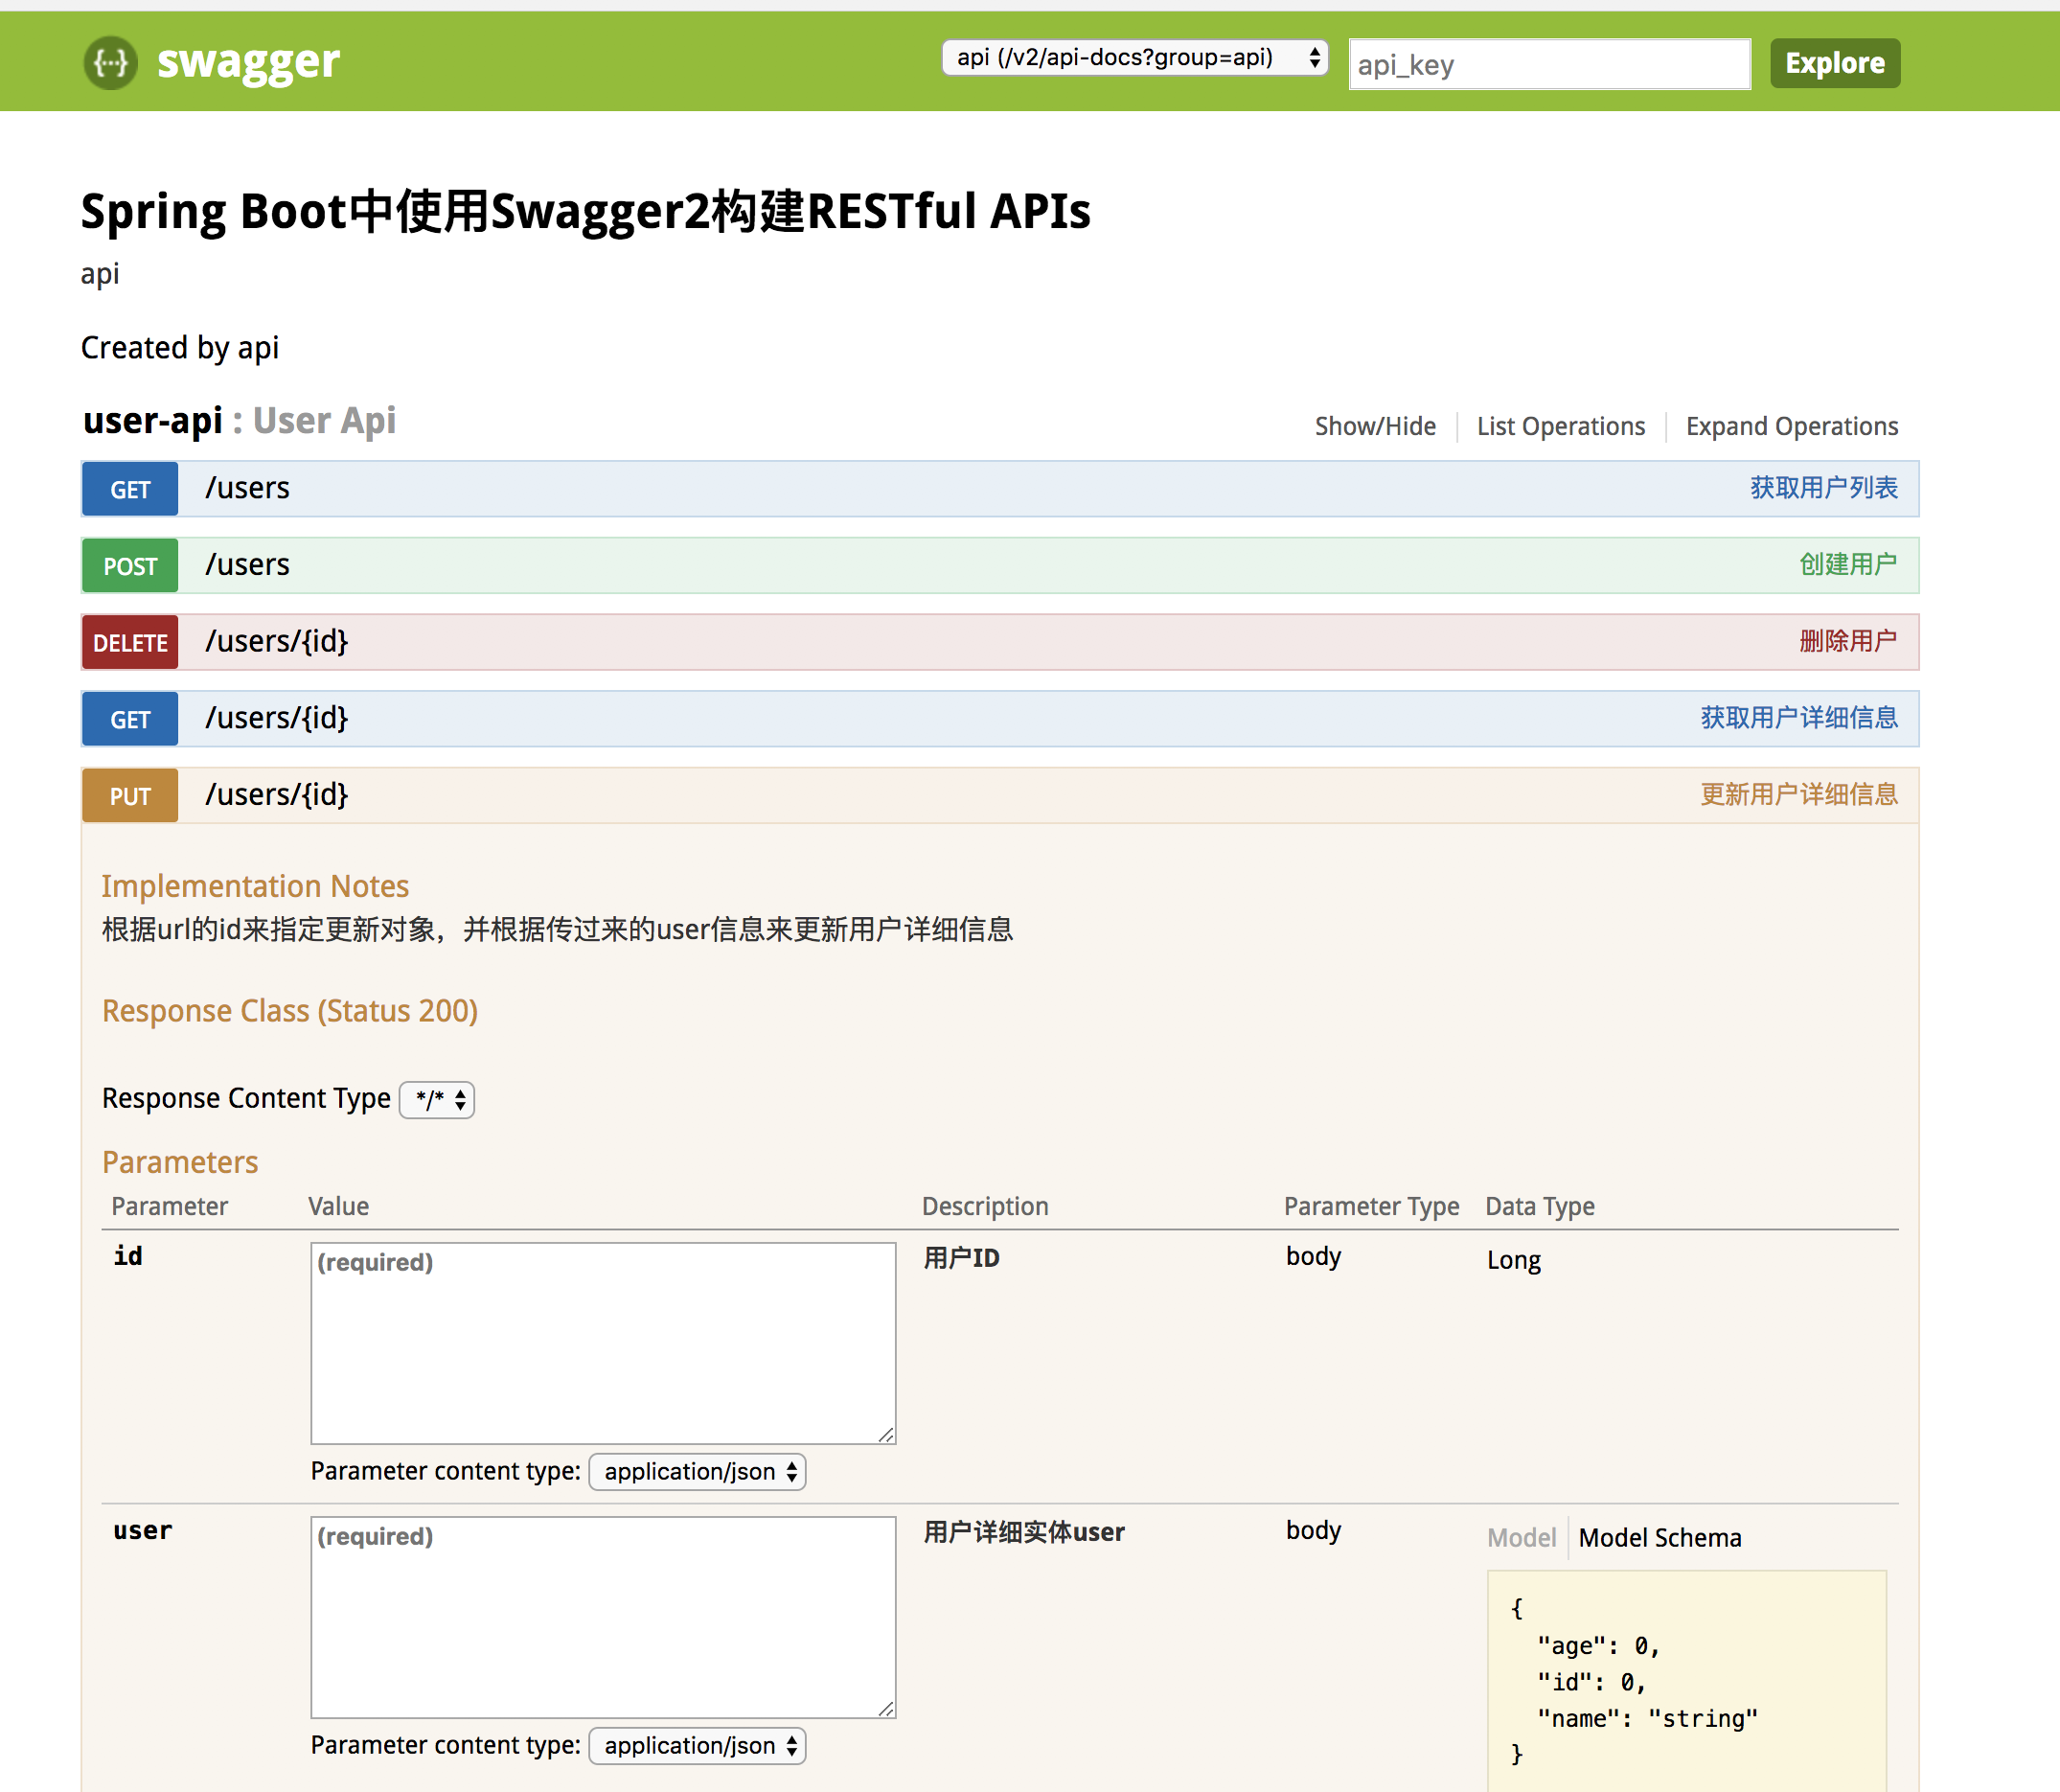 swagger
api (/v2/api-docs?group=api)
api_key
Explore
Spring Boot中使用Swagger2构建RESTful APIs
api
Created by api
user-api : User Api
Show/Hide
List Operations
Expand Operations
GET /users 获取用户列表
POST /users 创建用户
DELETE /users/{id} 删除用户
GET /users/{id} 获取用户详细信息
PUT /users/{id} 更新用户详细信息
Implementation Notes
根据url的id来指定更新对象，并根据传过来的user信息来更新用户详细信息
Response Class (Status 200)
Response Content Type */*
Parameters
Parameter Value Description Parameter Type Data Type
id (required) 用户ID body Long
Parameter content type: application/json
user (required) 用户详细实体user body Model Model Schema
{
"age": 0,
"id": 0,
"name": "string"
}
Parameter content type: application/json